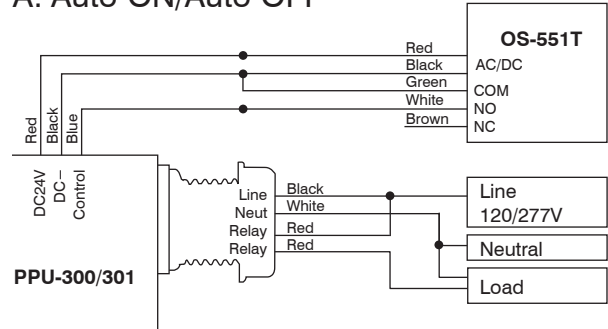 A: Auto ON/Auto OFF
OS-551T
Red
Black
AC/DC
Green
COM
White
NO
Brown
NC
Red
Black
Blue
DC24V
DC−
Control
PPU-300/301
Line
Neut
Relay
Relay
Black
White
Red
Red
Line
120/277V
Neutral
Load